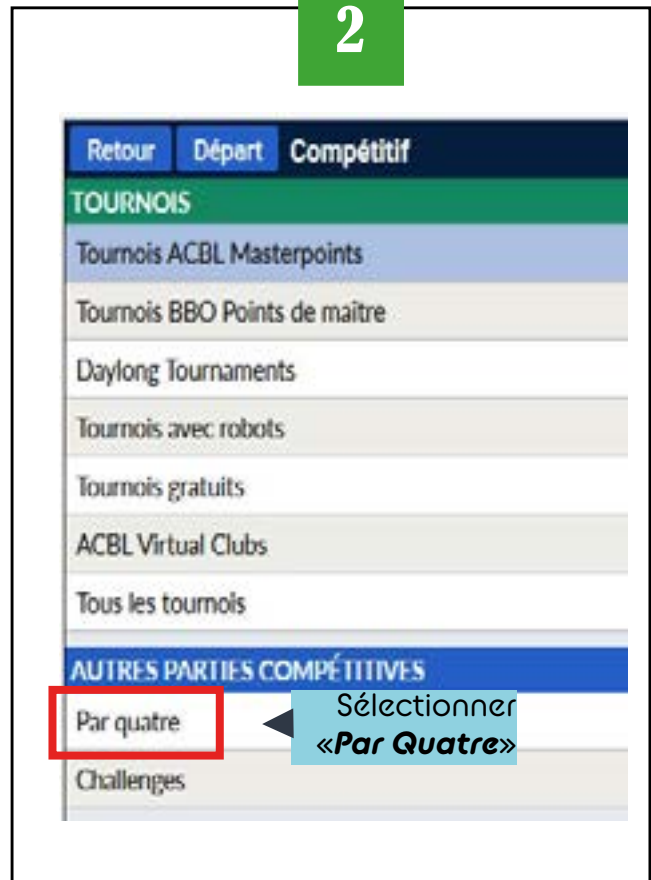 2
Retour Départ Compétitif
TOURNOIS
Tournois ACBL Masterpoints
Tournois BBO Points de maître
Daylong Tournaments
Tournois avec robots
Tournois gratuits
ACBL Virtual Clubs
Tous les tournois
AUTRES PARTIES COMPÉTITIVES
Par quatre
Sélectionner
«Par Quatre»
Challenges